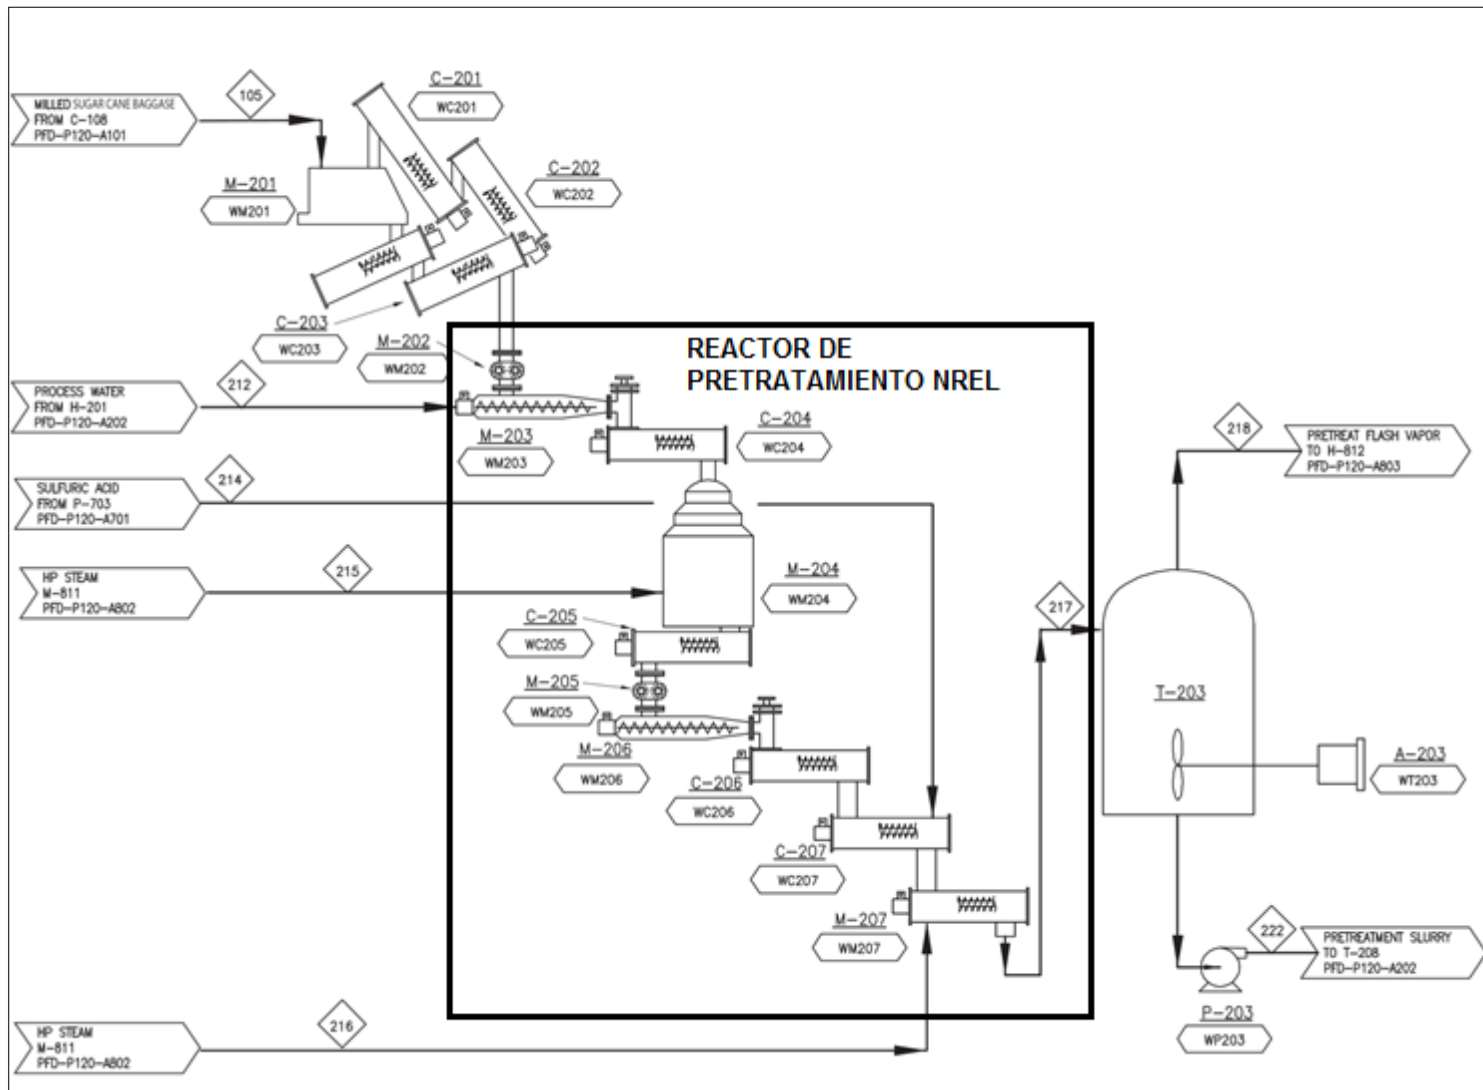 MILLED SUGAR CANE BAGGASE
FROM C-108
PFD-P120-A101
105
C-201
WC201
C-202
WC202
M-201
WM201
C-203
WC203
M-202
WM202
REACTOR DE
PRETRATAMIENTO NREL
PROCESS WATER
FROM H-201
PFD-P120-A202
212
M-203
WM203
C-204
WC204
218
PRETREAT FLASH VAPOR
TO H-812
PFD-P120-A803
SULFURIC ACID
FROM P-703
PFD-P120-A701
214
HP STEAM
M-811
PFD-P120-A802
215
M-204
WM204
217
C-205
WC205
M-205
WM205
T-203
M-206
WM206
C-206
WC206
A-203
WT203
C-207
WC207
M-207
WM207
222
PRETREATMENT SLURRY
TO T-208
PFD-P120-A202
P-203
WP203
HP STEAM
M-811
PFD-P120-A802
216